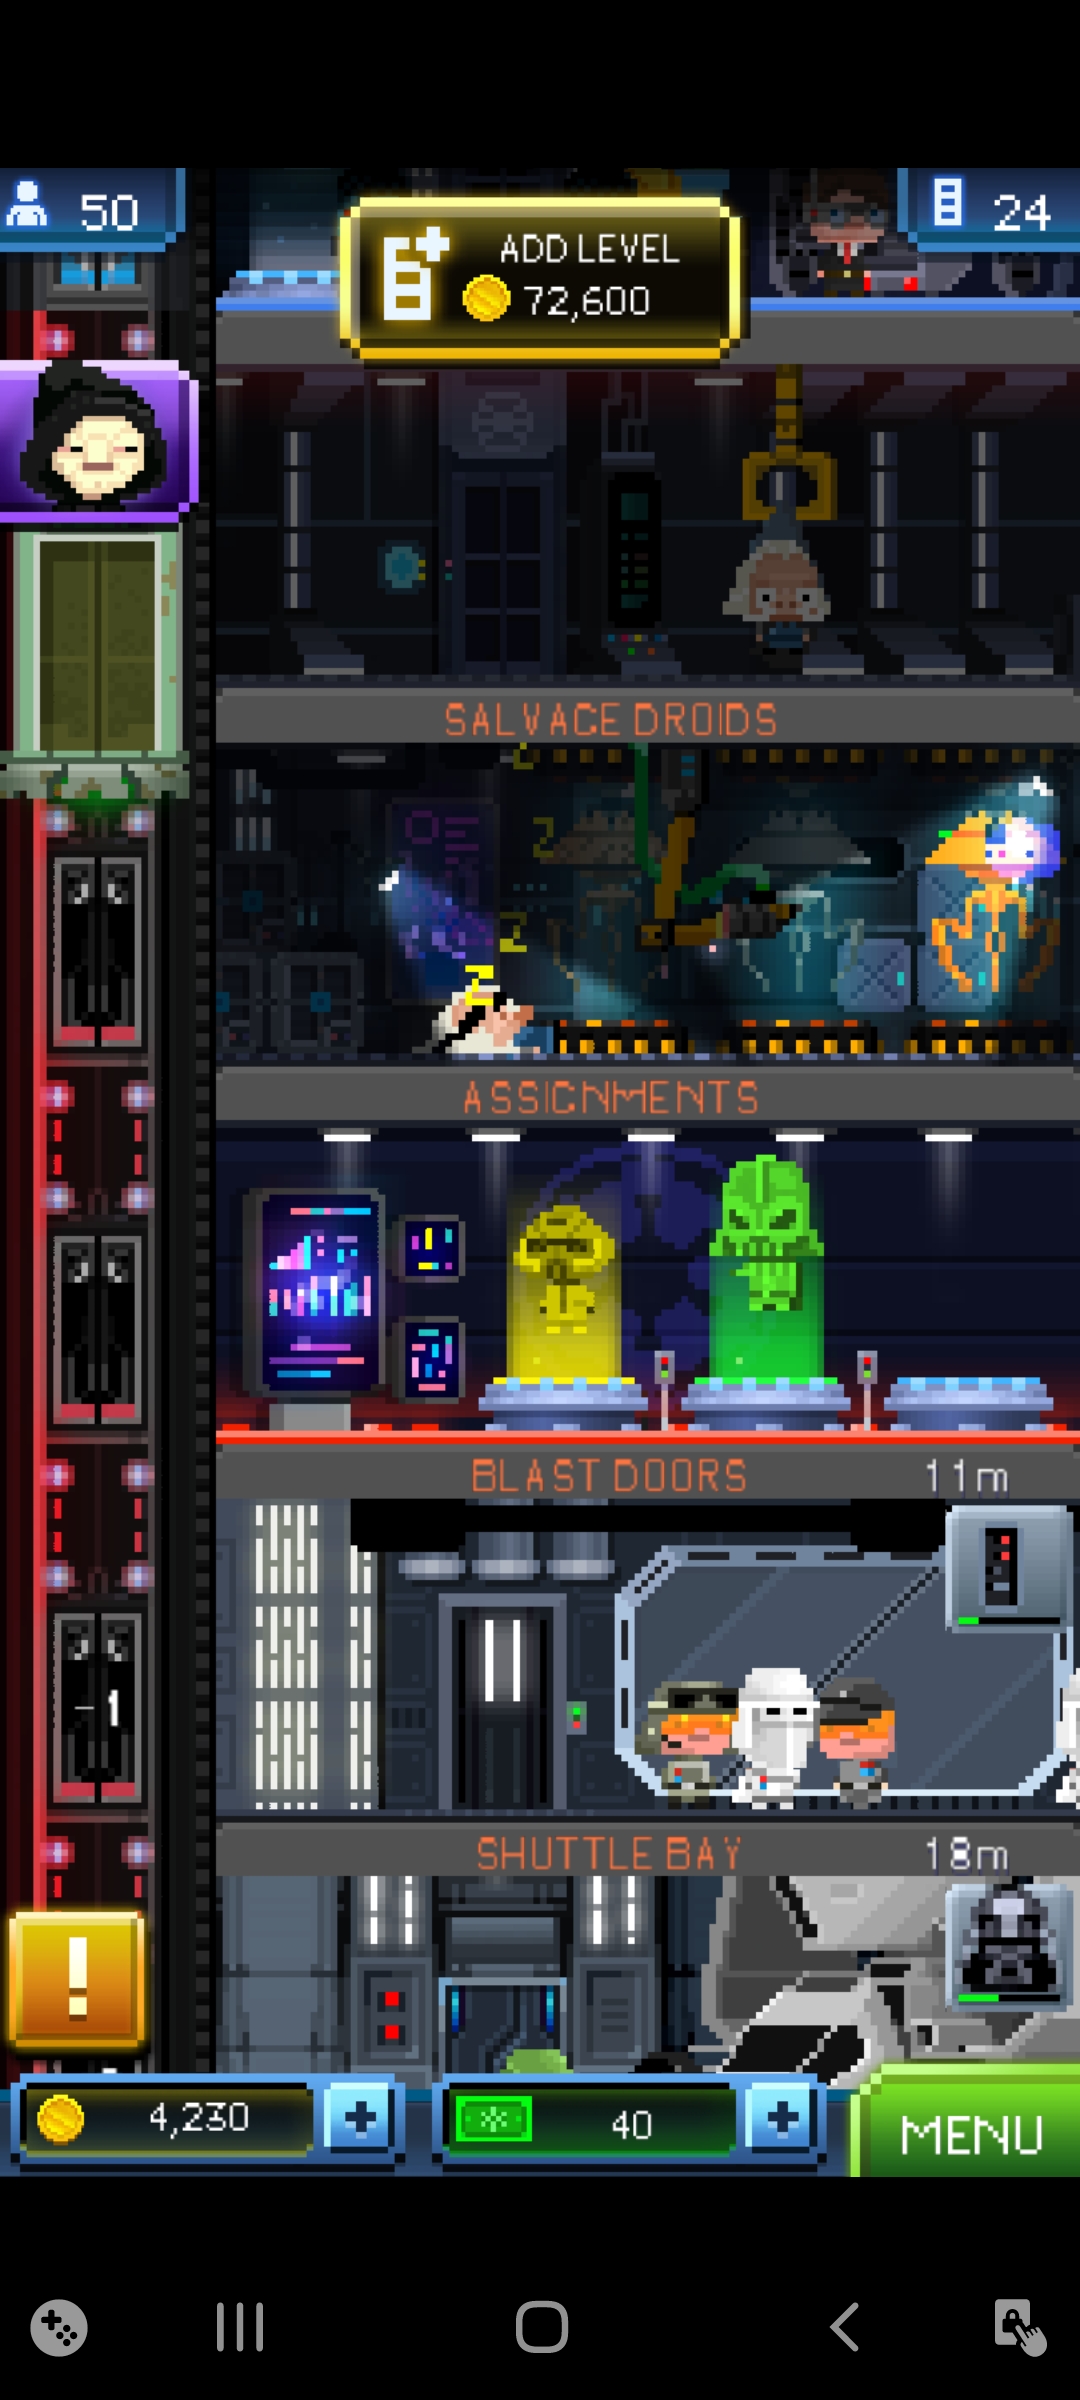 50
24
ADD LEVEL
72,600
SALVAGE DROIDS
Z
Z
Z
Z
ASSIGNMENTS
BLAST DOORS 11m
-1
SHUTTLE BAY 18m
!
4,230
40
MENU